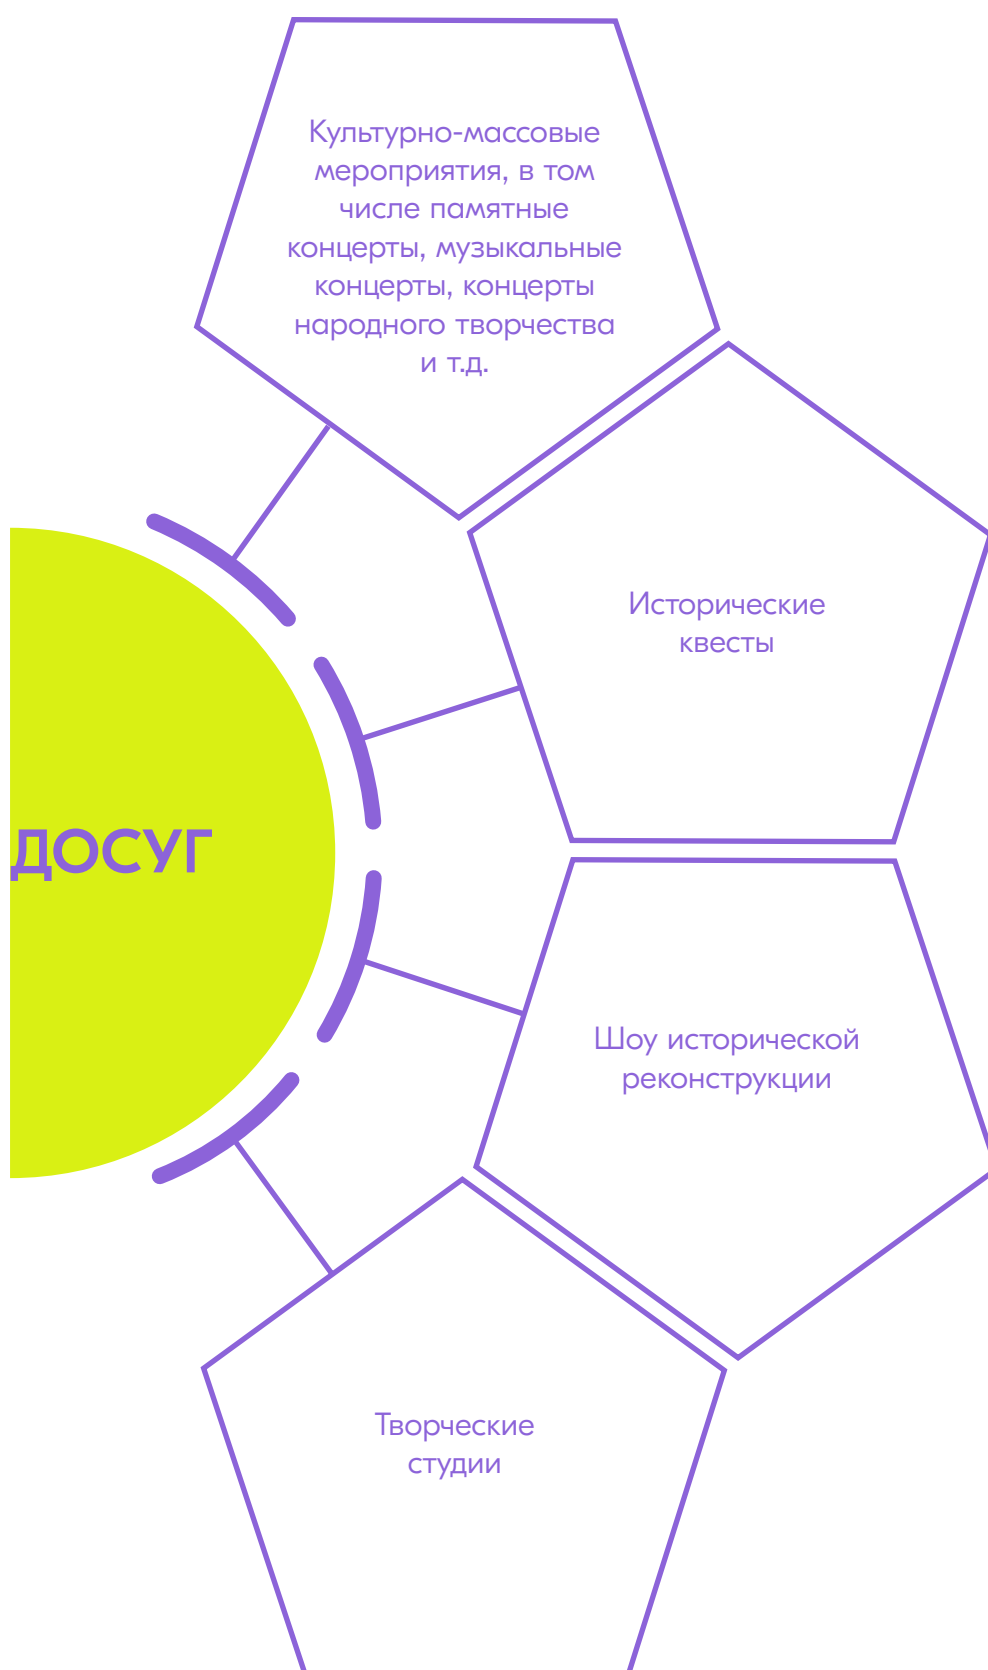 Культурно-массовые
мероприятия, в том
числе памятные
концерты, музыкальные
концерты, концерты
народного творчества
и т.д.
Исторические
квесты
ДОСУГ
Шоу исторической
реконструкции
Творческие
студии